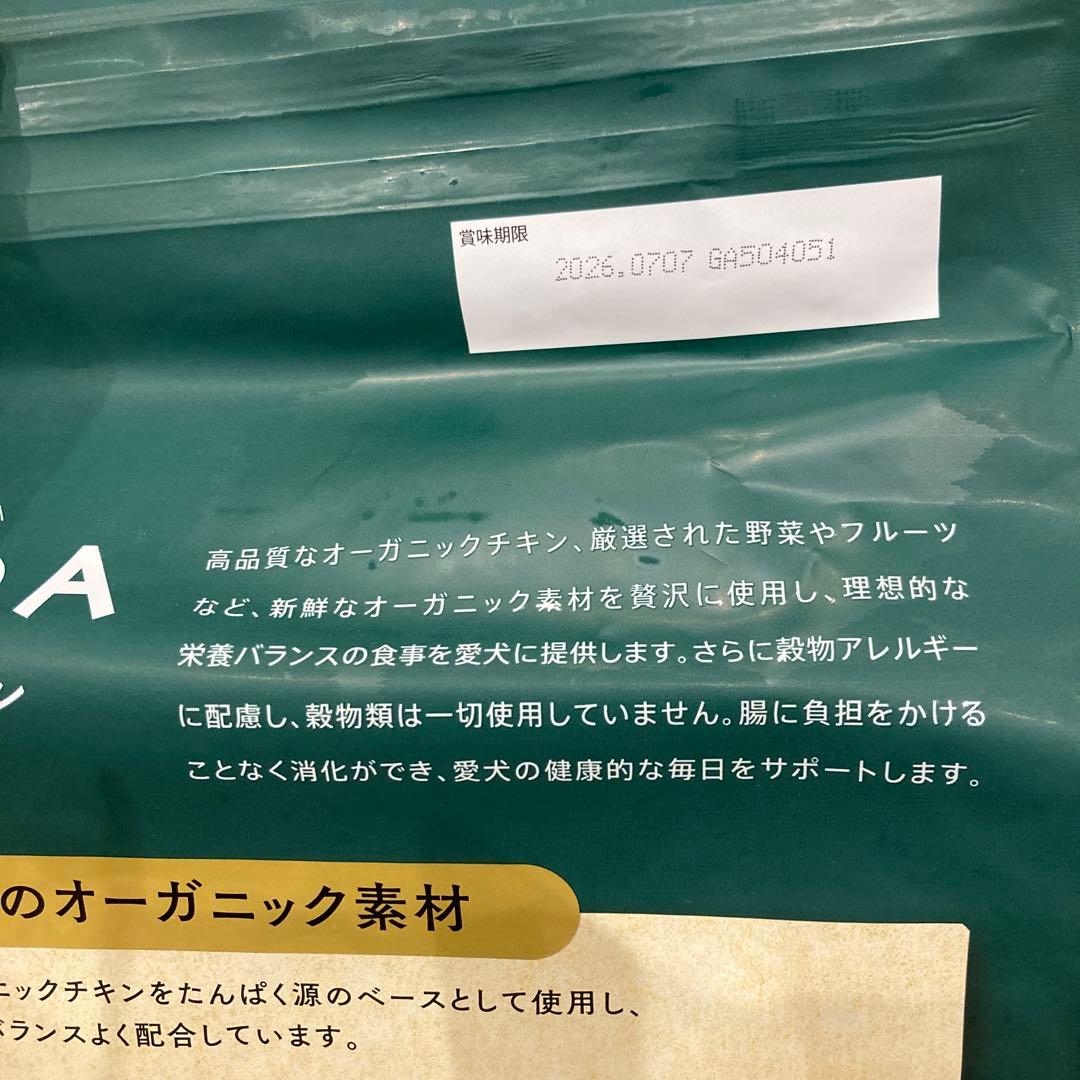 賞味期限
2026.0707 GA504051
A
高品質なオーガニックチキン、厳選された野菜やフルーツ
など、新鮮なオーガニック素材を贅沢に使用し、理想的な
栄養バランスの食事を愛犬に提供します。さらに穀物アレルギー
に配慮し、穀物類は一切使用していません。腸に負担をかける
ことなく消化ができ、愛犬の健康的な毎日をサポートします。
のオーガニック素材
ニックチキンをたんぱく源のベースとして使用し、
バランスよく配合しています。